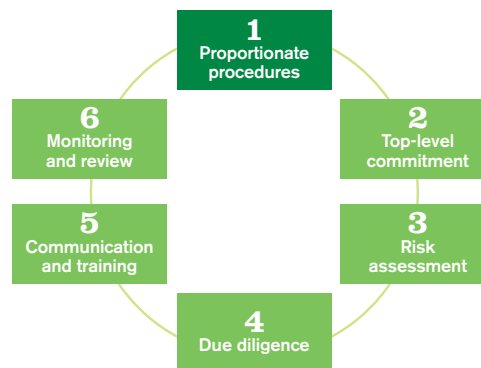 1
Proportionate
procedures
2
Top-level
commitment
3
Risk
assessment
4
Due diligence
5
Communication
and training
6
Monitoring
and review